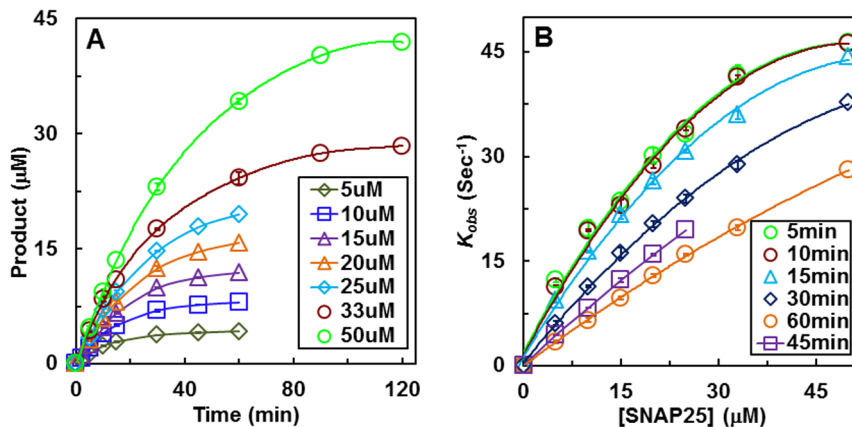 A
45
30
15
0
Product (μM)
0 40 80 120
Time (min)
5uM
10uM
15uM
20uM
25uM
33uM
50uM
B
45
30
15
0
Kobs (Sec⁻¹)
0 15 30 45
[SNAP25] (μM)
5min
10min
15min
30min
60min
45min